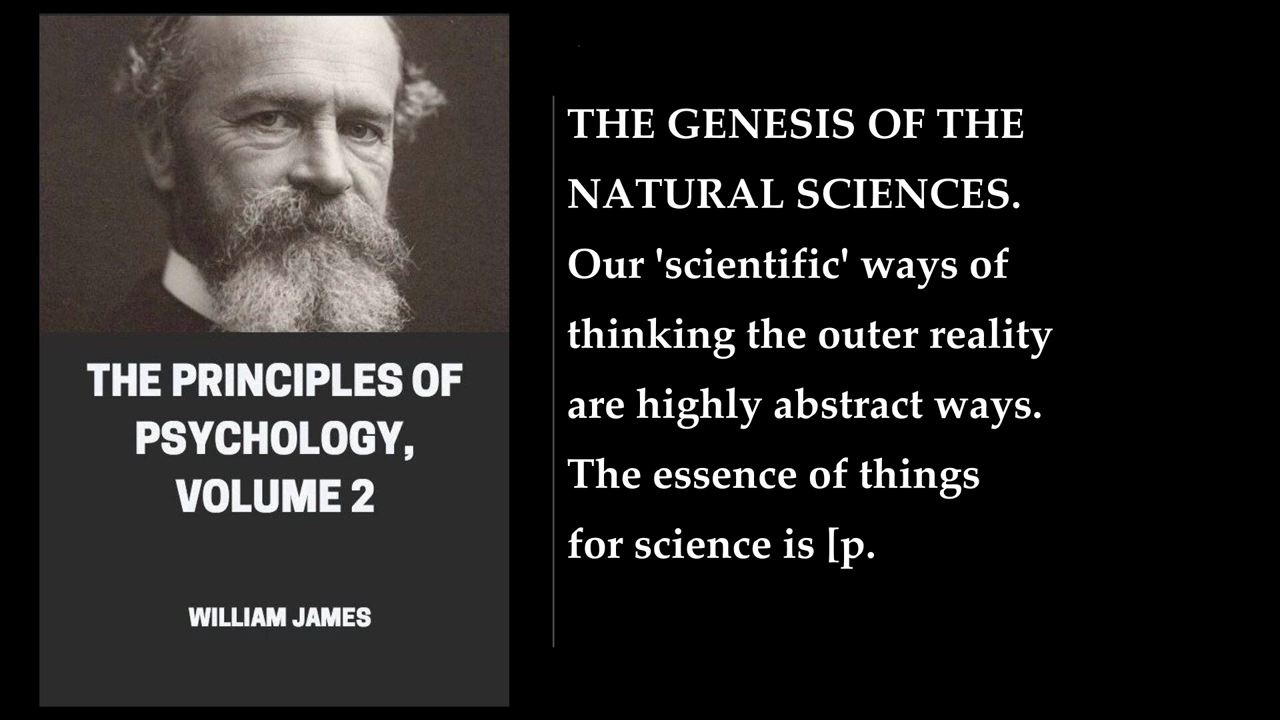 THE PRINCIPLES OF
PSYCHOLOGY,
VOLUME 2
WILLIAM JAMES
THE GENESIS OF THE
NATURAL SCIENCES.
Our 'scientific' ways of
thinking the outer reality
are highly abstract ways.
The essence of things
for science is [p.